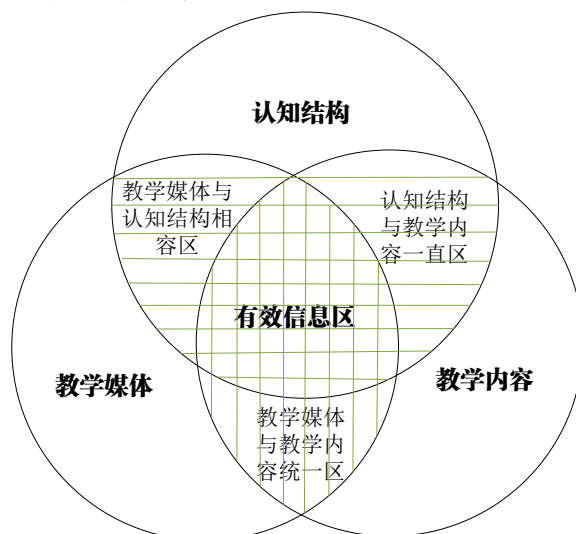 认知结构
教学媒体与
认知结构相
容区
认知结构
与教学内
容一直区
有效信息区
教学媒体
教学内容
教学媒体
与教学内
容统一区